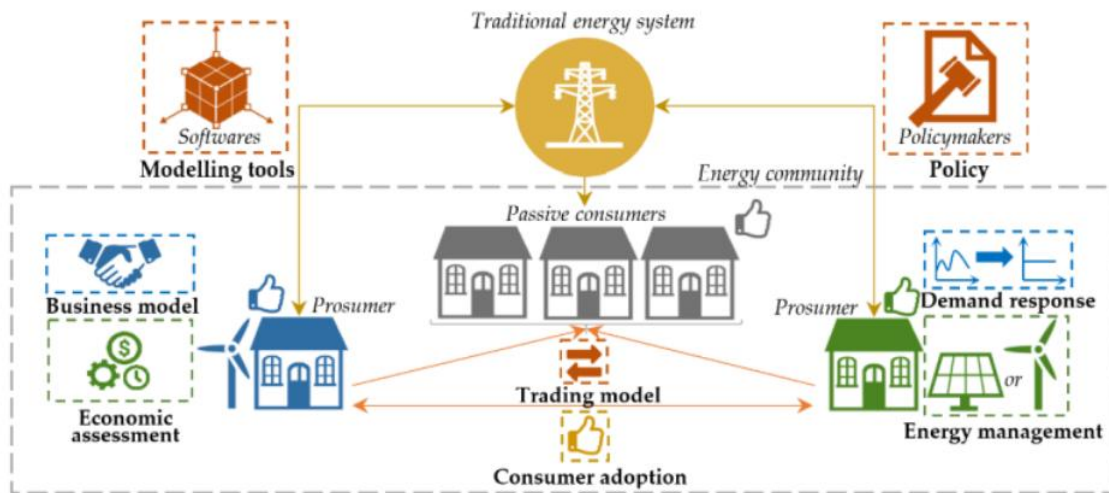 Traditional energy system
Softwares
Modelling tools
Policymakers
Policy
Energy community
Passive consumers
Business model
Prosumer
Prosumer
Demand response
$
Economic
assessment
Trading model
or
Energy management
Consumer adoption